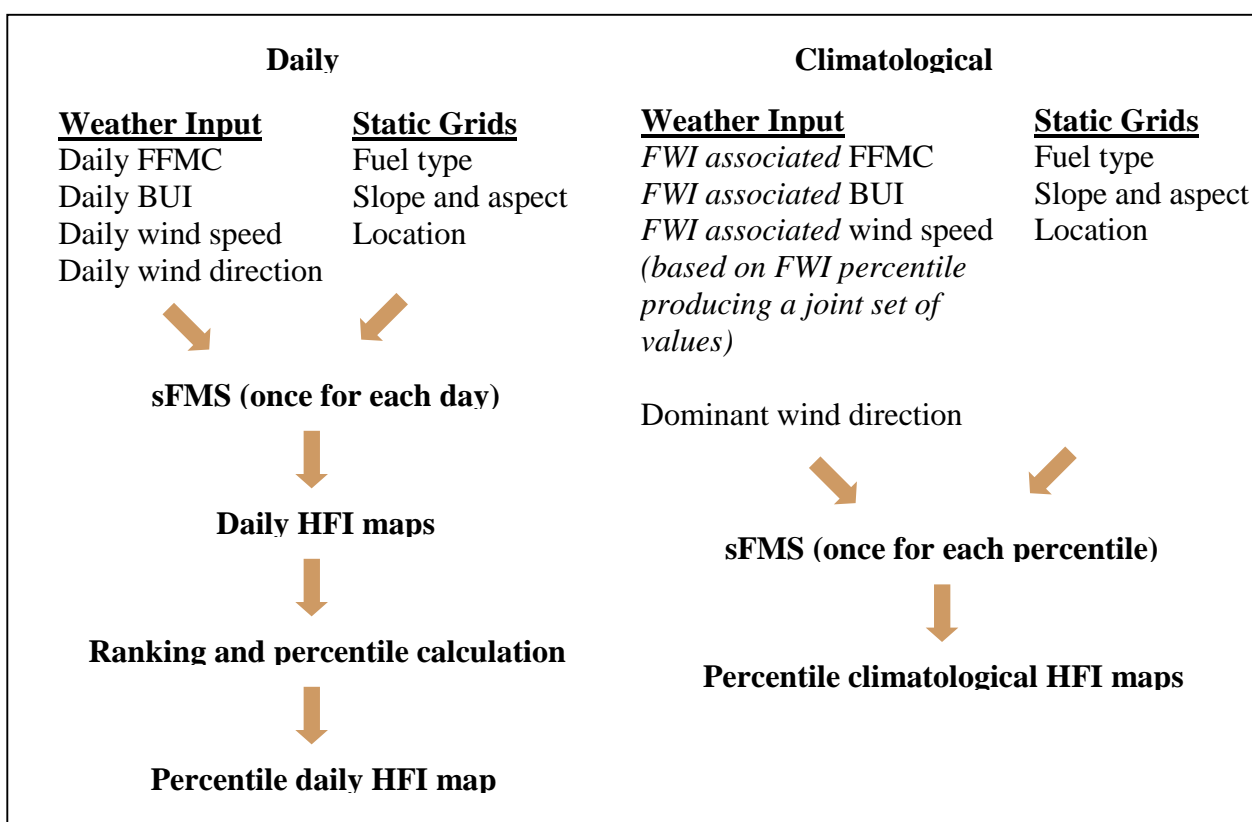 Daily
Weather Input
Daily FFMC
Daily BUI
Daily wind speed
Daily wind direction
Static Grids
Fuel type
Slope and aspect
Location
sFMS (once for each day)
Daily HFI maps
Ranking and percentile calculation
Percentile daily HFI map
Climatological
Weather Input
FWI associated FFMC
FWI associated BUI
FWI associated wind speed
(based on FWI percentile
producing a joint set of
values)
Dominant wind direction
Static Grids
Fuel type
Slope and aspect
Location
sFMS (once for each percentile)
Percentile climatological HFI maps